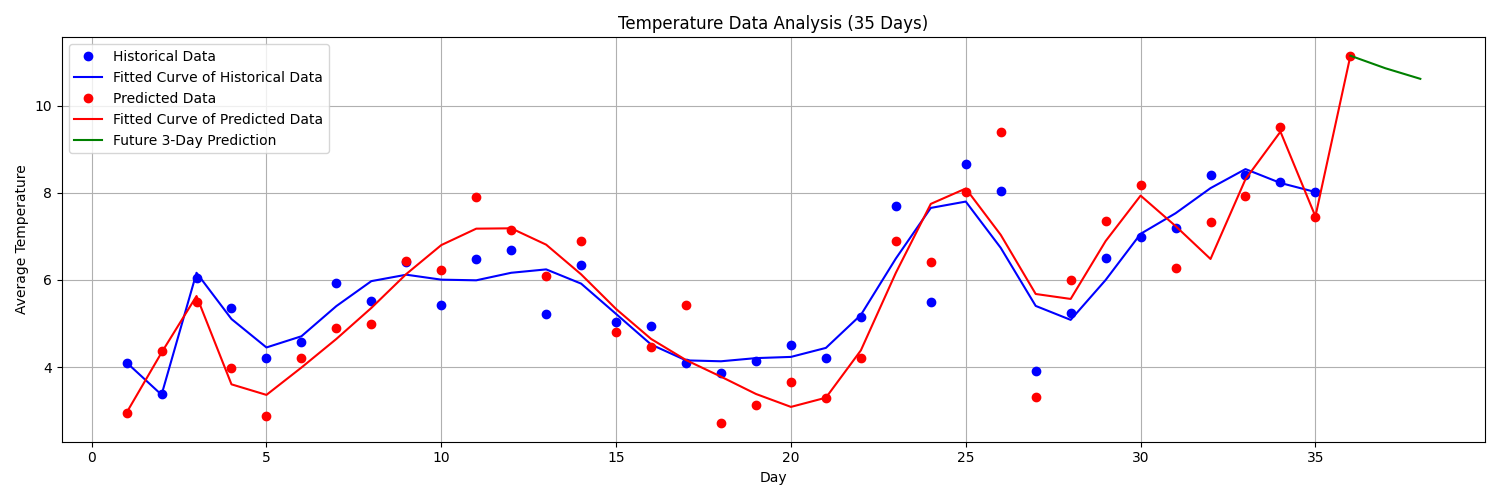 Temperature Data Analysis (35 Days)
Historical Data
Fitted Curve of Historical Data
Predicted Data
Fitted Curve of Predicted Data
Future 3-Day Prediction
Average Temperature
10
8
6
4
0 5 10 15 20 25 30 35
Day